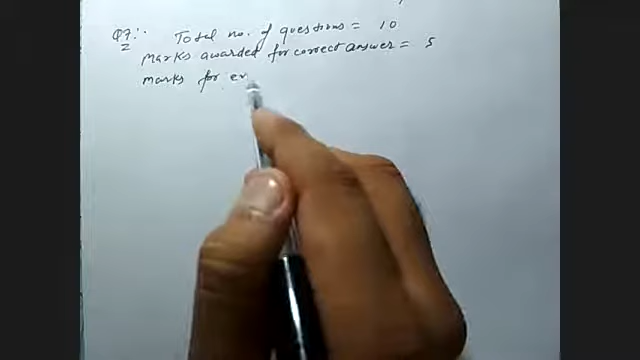 Q7:-
Total no. of questions = 10
Marks awarded for correct answer = 5
Marks for ev